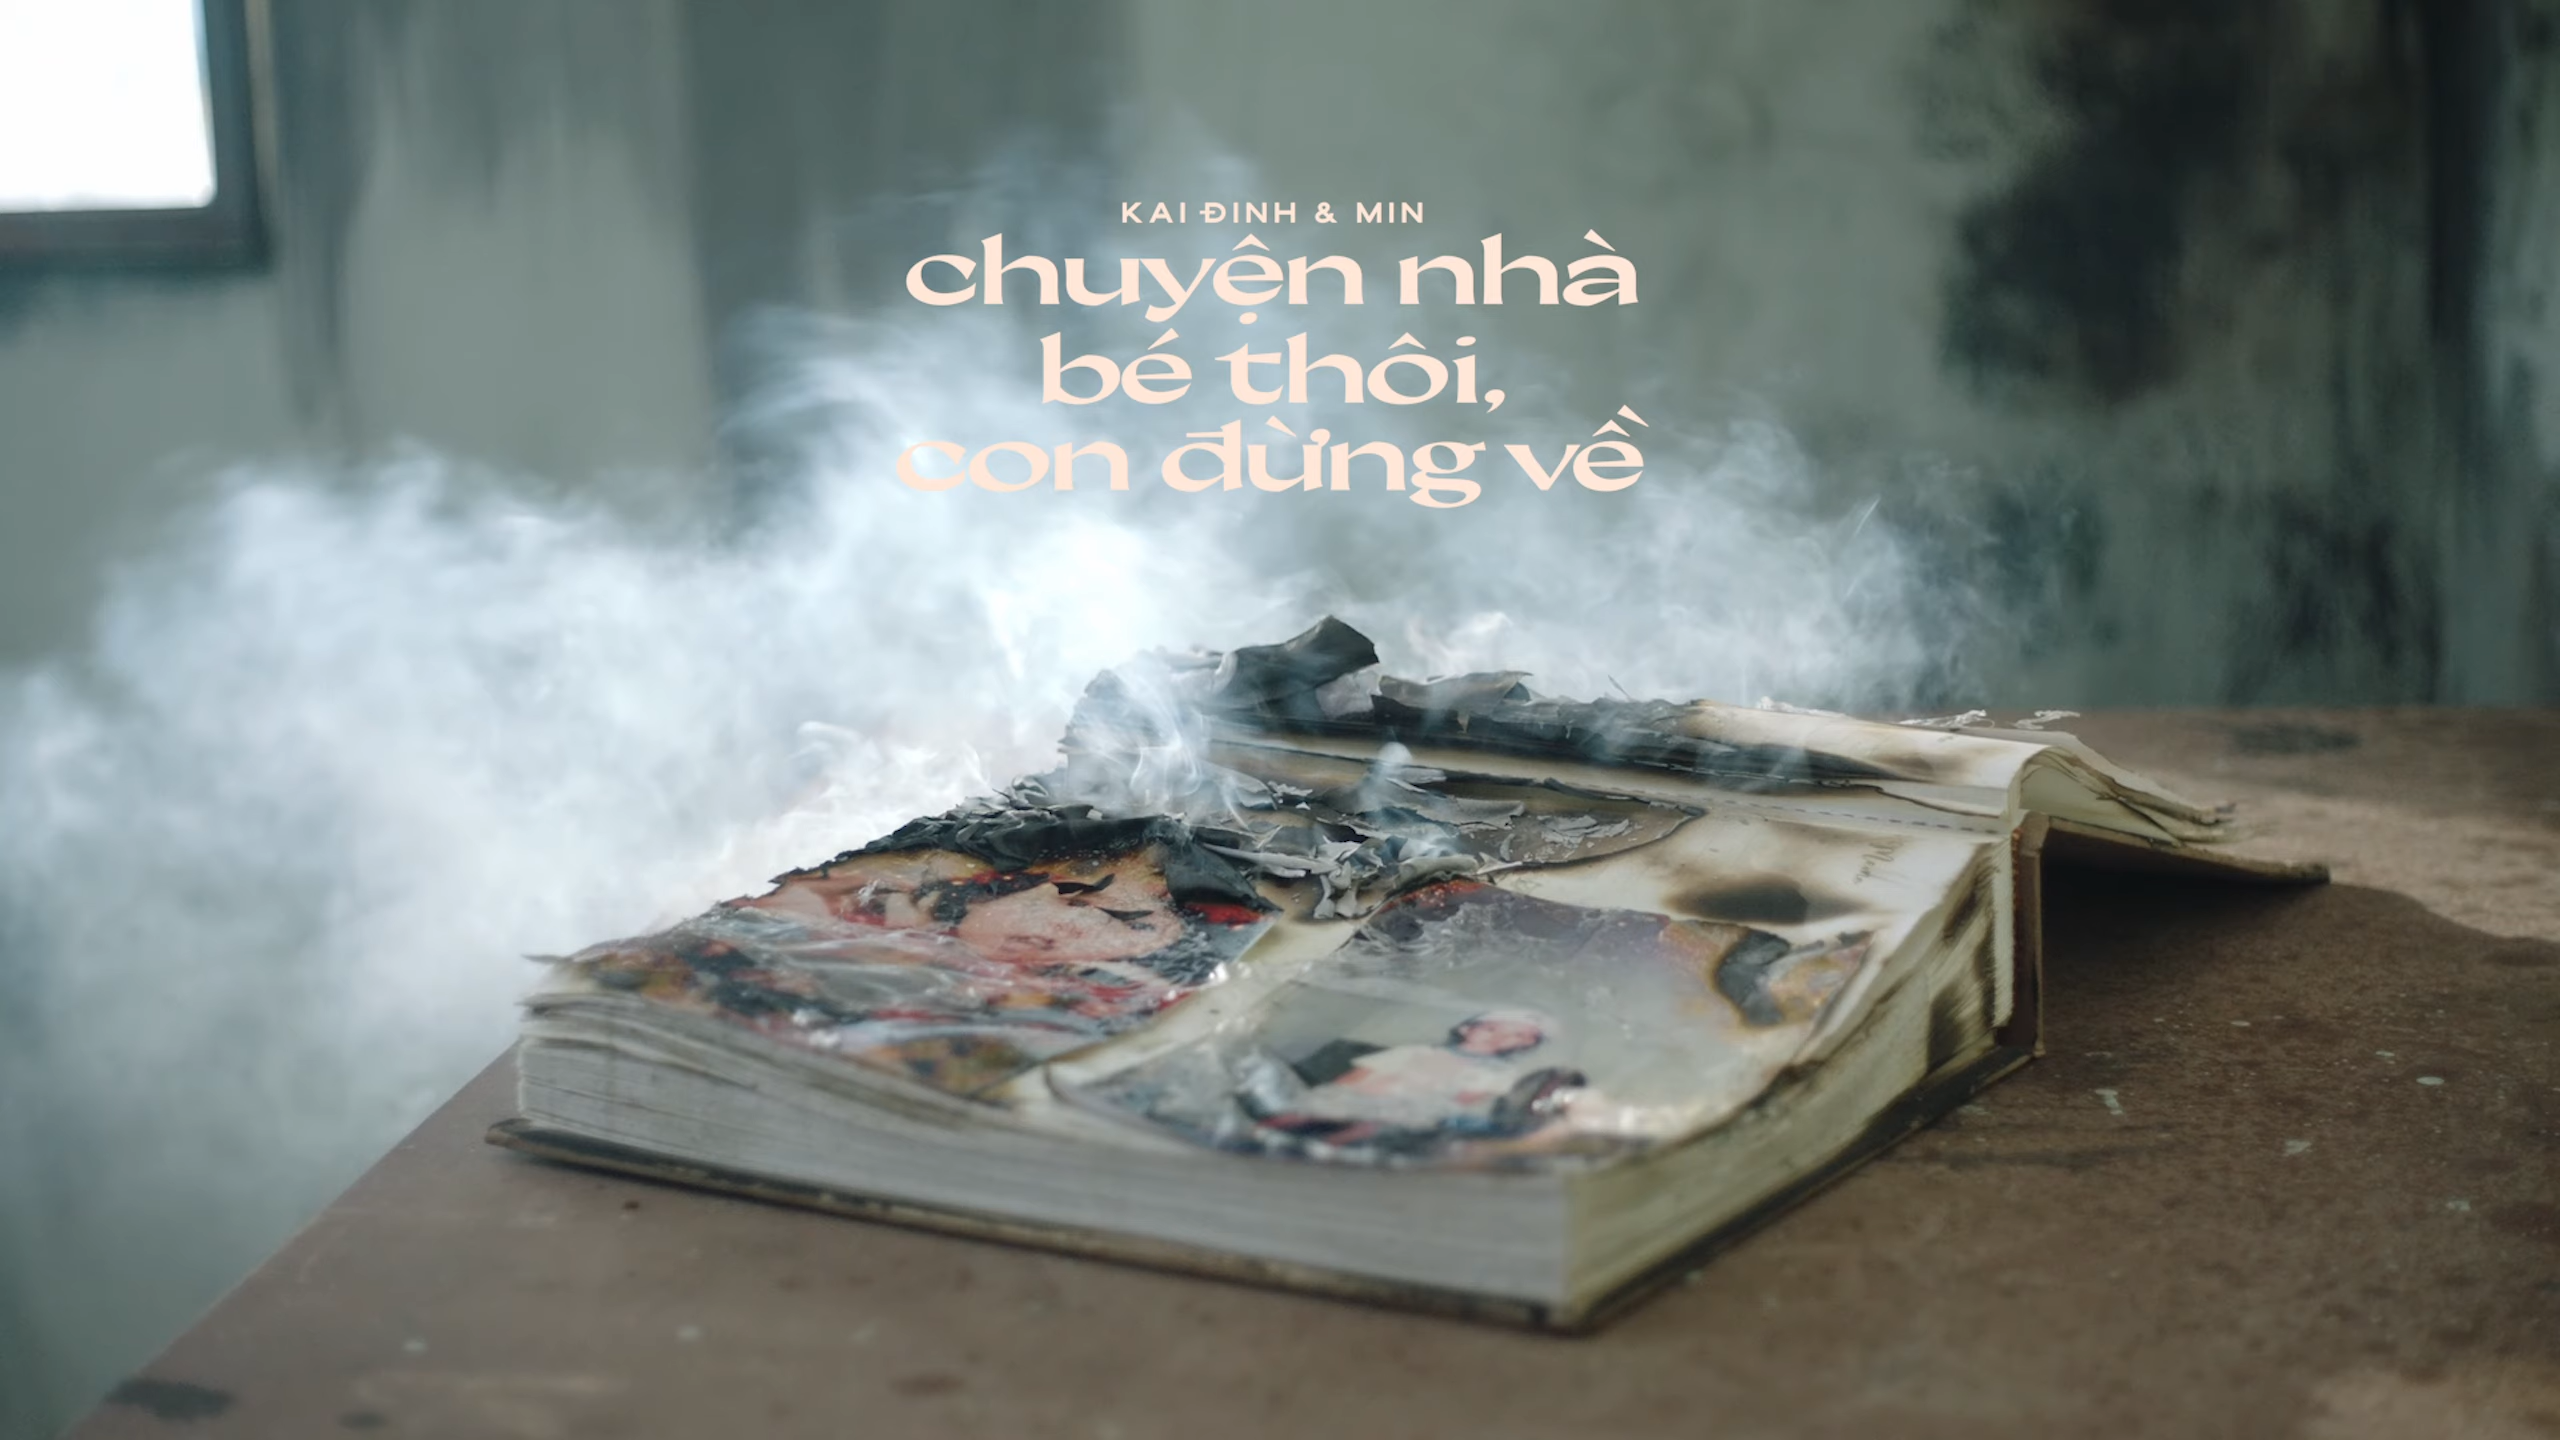 KAI ĐINH & MIN
chuyện nhà
bé thôi,
con đừng về